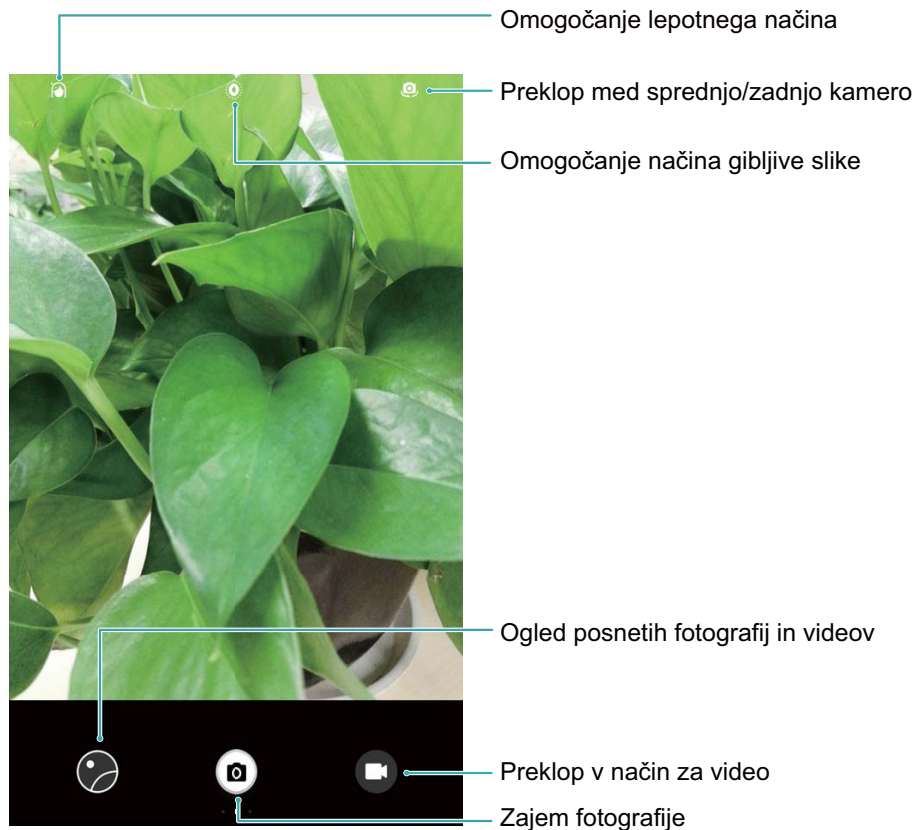 Omogočanje lepotnega načina
Preklop med sprednjo/zadnjo kamero
Omogočanje načina gibljive slike
Ogled posnetih fotografij in videov
Preklop v način za video
Zajem fotografije